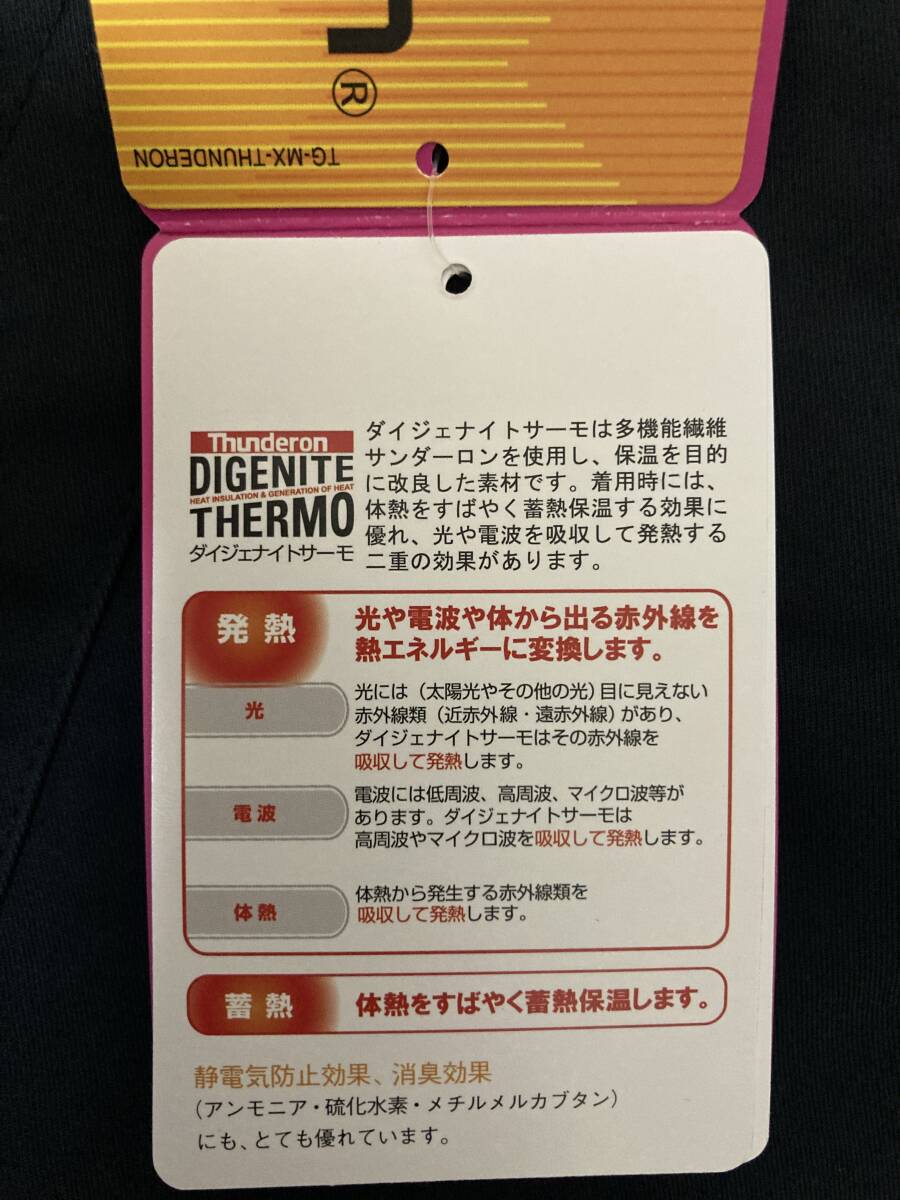 n®
TG-MX-THUNDERON
Thunderon
DIGENITE
HEAT INSULATION & GENERATION OF HEAT
THERMO
ダイジェナイトサーモ
ダイジェナイトサーモは多機能繊維
サンダーロンを使用し、保温を目的
に改良した素材です。着用時には、
体熱をすばやく蓄熱保温する効果に
優れ、光や電波を吸収して発熱する
二重の効果があります。
発熱
光や電波や体から出る赤外線を
熱エネルギーに変換します。
光
光には（太陽光やその他の光）目に見えない
赤外線類（近赤外線・遠赤外線）があり、
ダイジェナイトサーモはその赤外線を
吸収して発熱します。
電波
電波には低周波、高周波、マイクロ波等が
あります。ダイジェナイトサーモは
高周波やマイクロ波を吸収して発熱します。
体熱
体熱から発生する赤外線類を
吸収して発熱します。
蓄熱
体熱をすばやく蓄熱保温します。
静電気防止効果、消臭効果
（アンモニア・硫化水素・メチルメルカブタン）
にも、とても優れています。